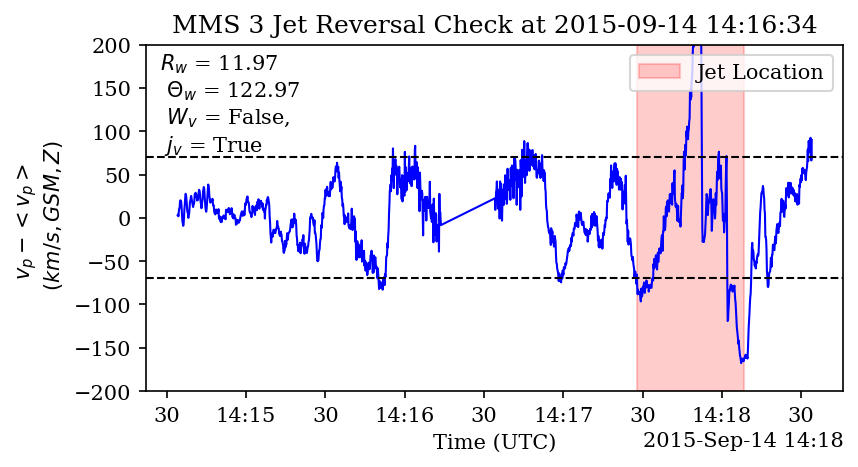 MMS 3 Jet Reversal Check at 2015-09-14 14:16:34
R_w = 11.97
Θ_w = 122.97
W_v = False,
j_v = True
Jet Location
v_p − < v_p >
(km/s, GSM, Z)
200
150
100
50
0
−50
−100
−150
−200
30 14:15 30 14:16 30 14:17 30 14:18 30
Time (UTC)
2015-Sep-14 14:18